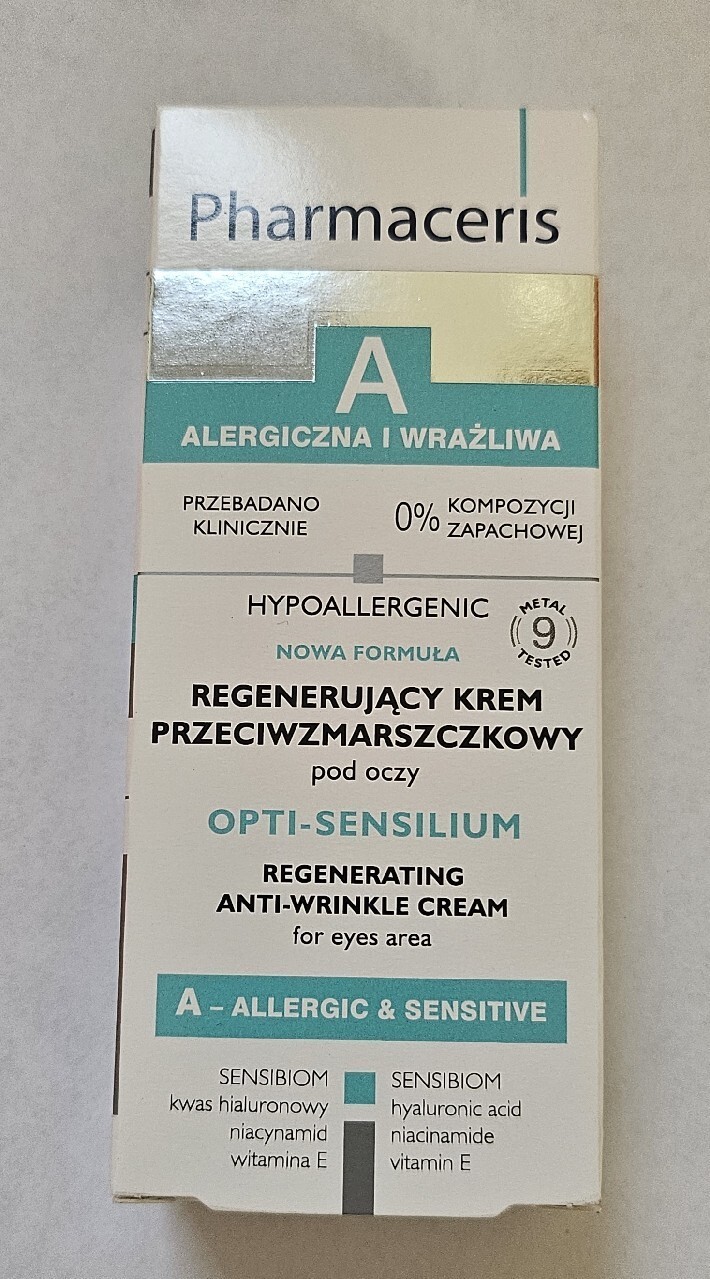 Pharmaceris
A
ALERGICZNA I WRAŻLIWA
PRZEBADANO
KLINICZNIE
0% KOMPOZYCJI
ZAPACHOWEJ
HYPOALLERGENIC
METAL
9
TESTED
NOWA FORMUŁA
REGENERUJĄCY KREM
PRZECIWZMARSZCZKOWY
pod oczy
OPTI-SENSILIUM
REGENERATING
ANTI-WRINKLE CREAM
for eyes area
A – ALLERGIC & SENSITIVE
SENSIBIOM
kwas hialuronowy
niacynamid
witamina E
SENSIBIOM
hyaluronic acid
niacinamide
vitamin E